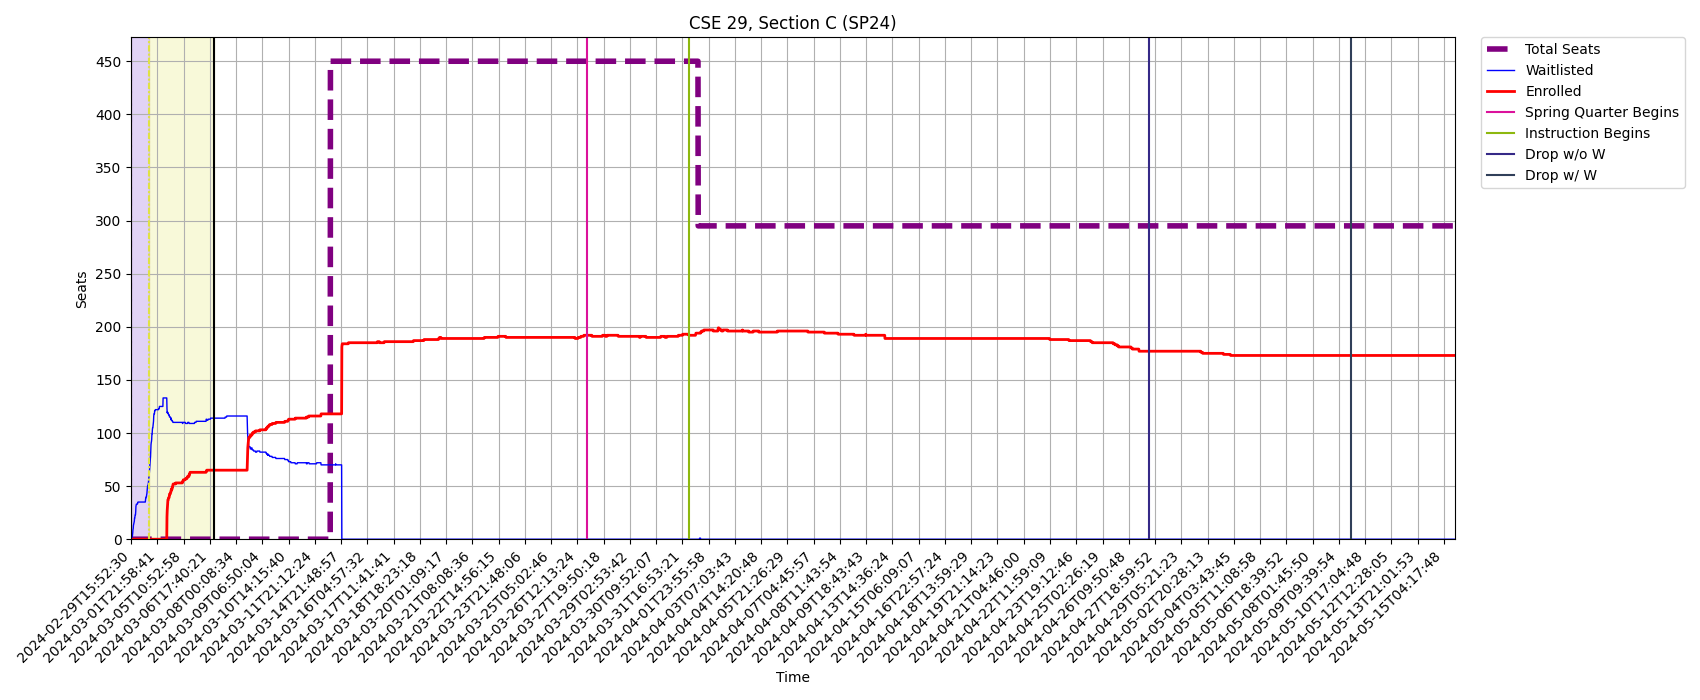 CSE 29, Section C (SP24)
Total Seats
Waitlisted
Enrolled
Spring Quarter Begins
Instruction Begins
Drop w/o W
Drop w/ W
Seats
450
400
350
300
250
200
150
100
50
0
2024-02-29T15:52:30
2024-03-01T21:58:41
2024-03-05T10:52:58
2024-03-06T17:40:21
2024-03-08T00:08:34
2024-03-09T06:50:04
2024-03-10T14:15:40
2024-03-11T21:12:24
2024-03-14T21:48:57
2024-03-16T04:57:32
2024-03-17T11:41:41
2024-03-18T18:23:18
2024-03-20T01:09:17
2024-03-21T08:08:36
2024-03-22T14:56:15
2024-03-23T21:48:06
2024-03-25T05:02:46
2024-03-26T12:13:24
2024-03-27T19:50:18
2024-03-29T02:53:42
2024-03-30T09:52:07
2024-03-31T16:53:21
2024-04-01T23:55:58
2024-04-03T07:03:43
2024-04-04T14:20:48
2024-04-05T21:26:29
2024-04-07T04:45:57
2024-04-08T11:43:54
2024-04-09T18:43:43
2024-04-13T14:36:24
2024-04-15T16:09:07
2024-04-16T22:57:24
2024-04-18T13:59:29
2024-04-19T21:14:23
2024-04-21T04:46:00
2024-04-22T11:59:09
2024-04-23T19:12:46
2024-04-25T02:26:19
2024-04-26T09:50:48
2024-04-27T18:59:52
2024-04-29T05:21:23
2024-05-02T20:28:13
2024-05-04T03:43:45
2024-05-05T11:08:58
2024-05-06T18:39:52
2024-05-08T01:45:50
2024-05-09T09:39:54
2024-05-10T17:04:48
2024-05-12T12:28:05
2024-05-13T21:01:53
2024-05-15T04:17:48
Time